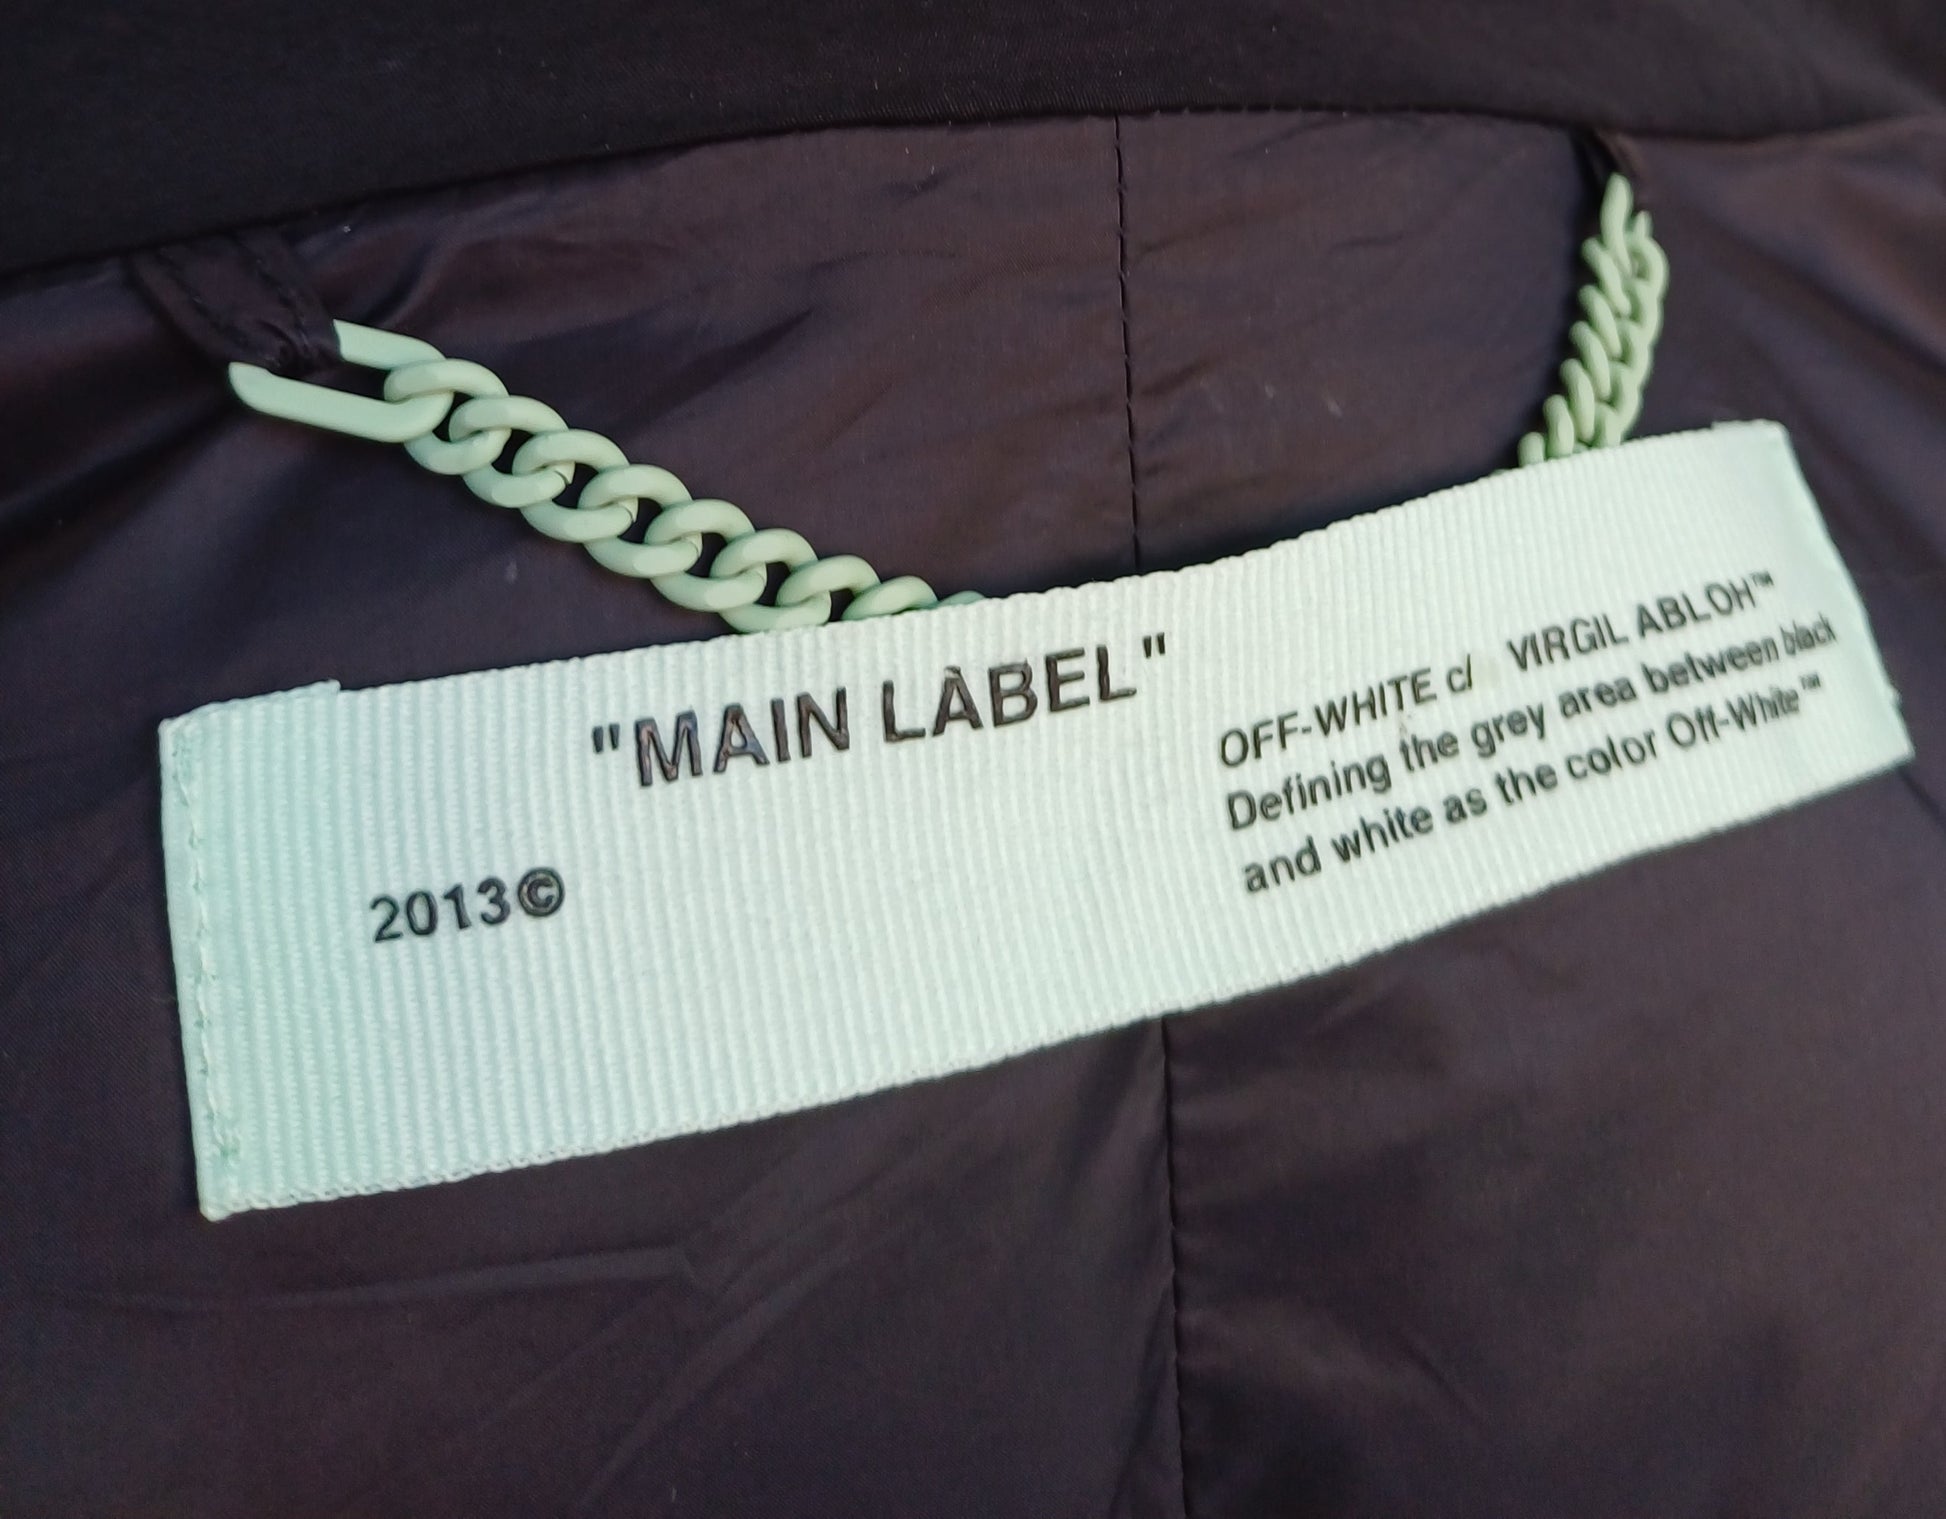 "MAIN LABEL"
2013©
OFF-WHITE c/ VIRGIL ABLOH™
Defining the grey area between black
and white as the color Off-White™